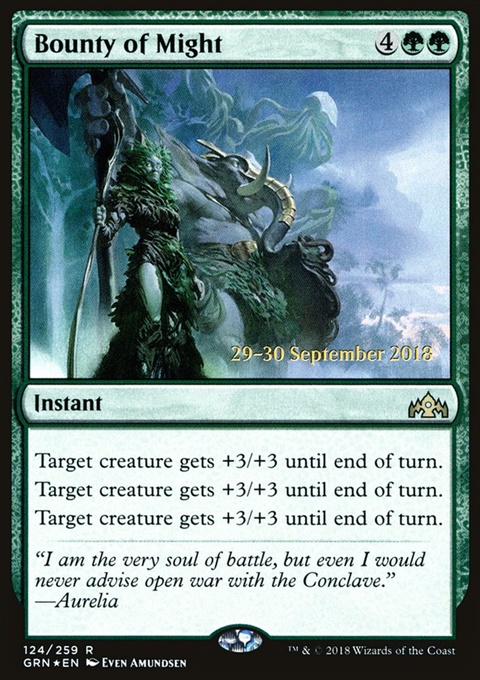 Bounty of Might 4
29-30 September 2018
Instant
Target creature gets +3/+3 until end of turn.
Target creature gets +3/+3 until end of turn.
Target creature gets +3/+3 until end of turn.
“I am the very soul of battle, but even I would
never advise open war with the Conclave.”
—Aurelia
124/259 R
GRN★EN Even Amundsen
™ & © 2018 Wizards of the Coast